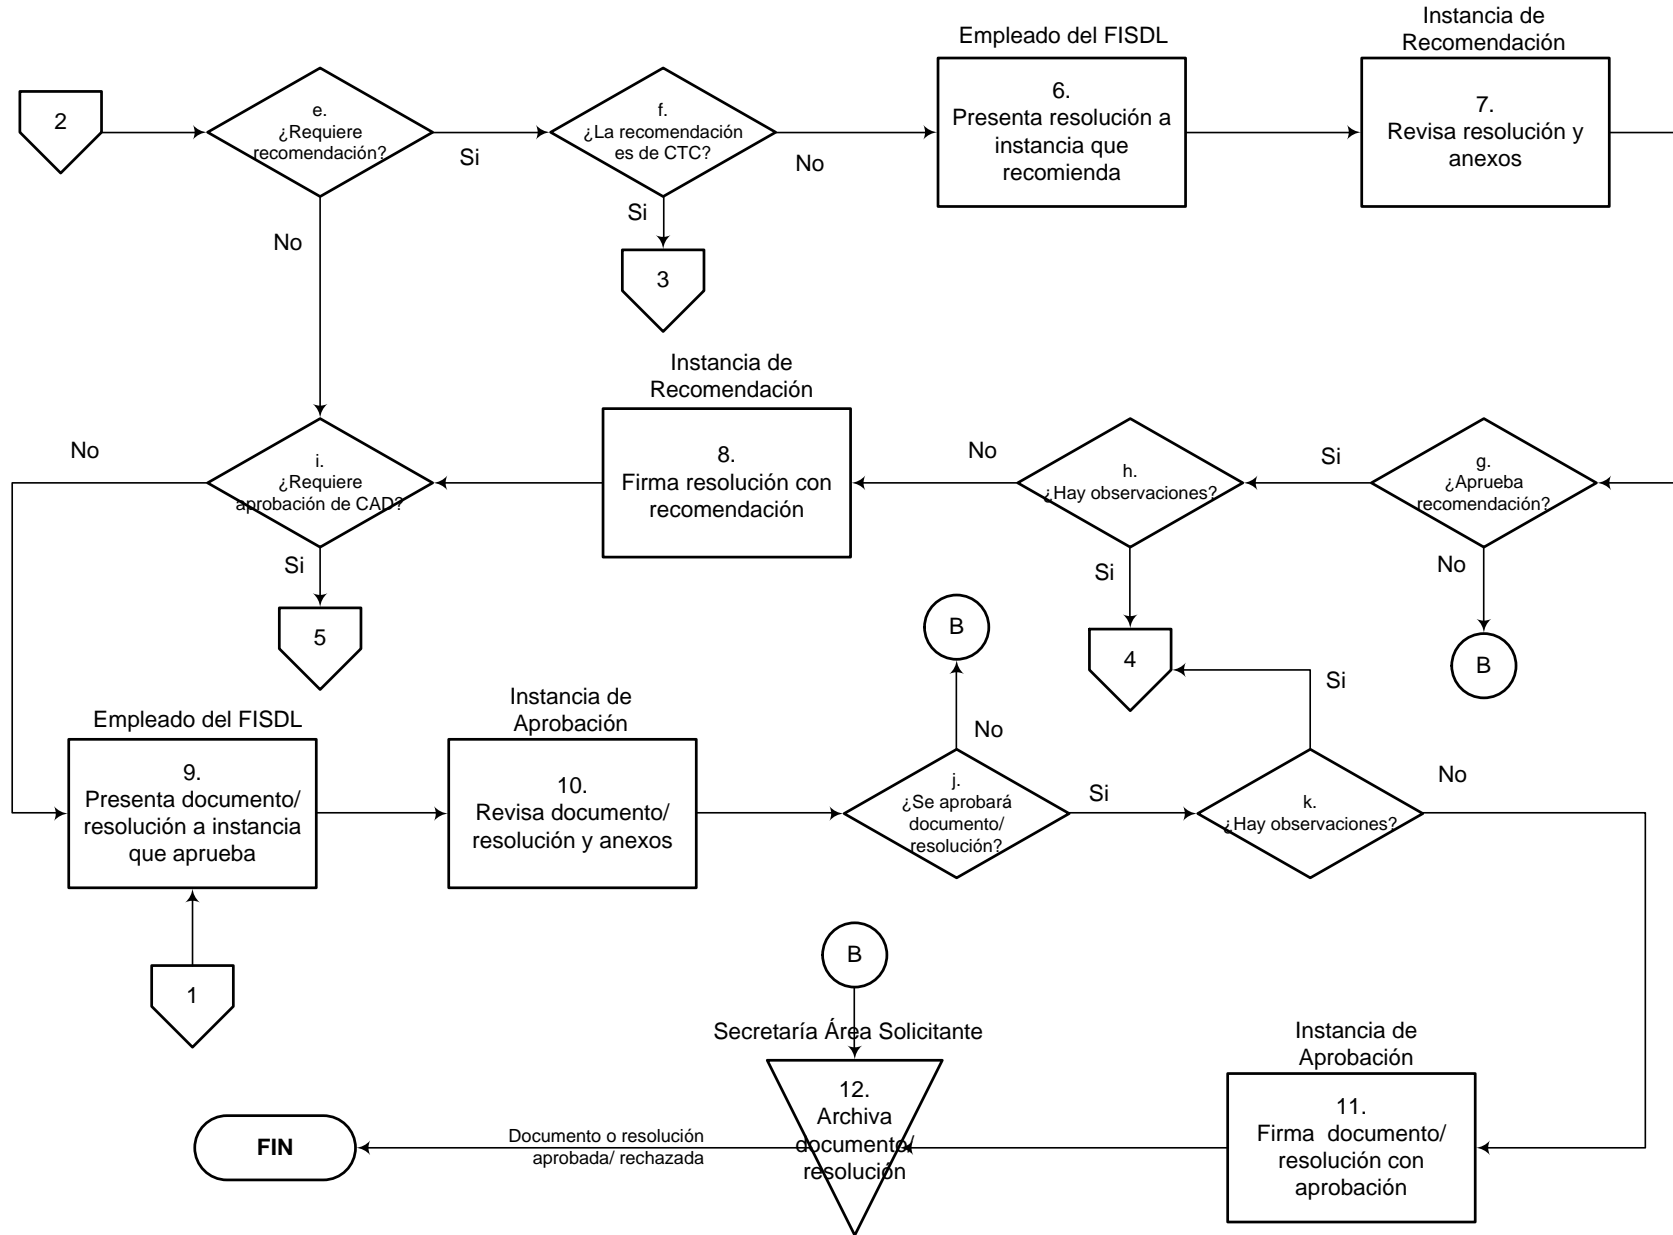 2
e.
¿Requiere
recomendación?
Si
No
f.
¿La recomendación
es de CTC?
No
Si
3
Empleado del FISDL
6.
Presenta resolución a
instancia que
recomienda
Instancia de
Recomendación
7.
Revisa resolución y
anexos
g.
¿Aprueba
recomendación?
Si
No
B
h.
¿Hay observaciones?
No
Si
4
Instancia de
Recomendación
8.
Firma resolución con
recomendación
i.
¿Requiere
aprobación de CAD?
No
Si
5
Empleado del FISDL
9.
Presenta documento/
resolución a instancia
que aprueba
1
Instancia de
Aprobación
10.
Revisa documento/
resolución y anexos
j.
¿Se aprobará
documento/
resolución?
No
B
Si
k.
¿Hay observaciones?
Si
No
Instancia de
Aprobación
11.
Firma documento/
resolución con
aprobación
B
Secretaría Área Solicitante
12.
Archiva
documento/
resolución
Documento o resolución
aprobada/ rechazada
FIN